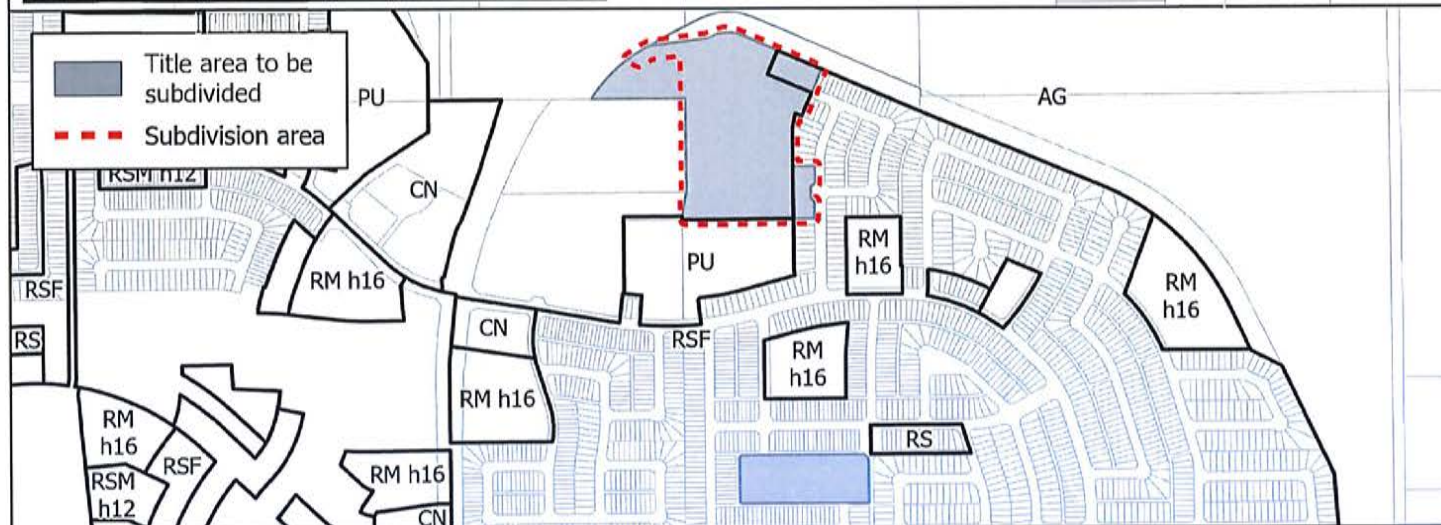 Title area to be
subdivided
Subdivision area
PU
AG
RSM h12
CN
RM h16
RSF
RS
PU
RM
h16
RM
h16
CN
RSF
RM
h16
RM h16
RM
h16
RSF
RSM
h12
RM h16
CN
RS